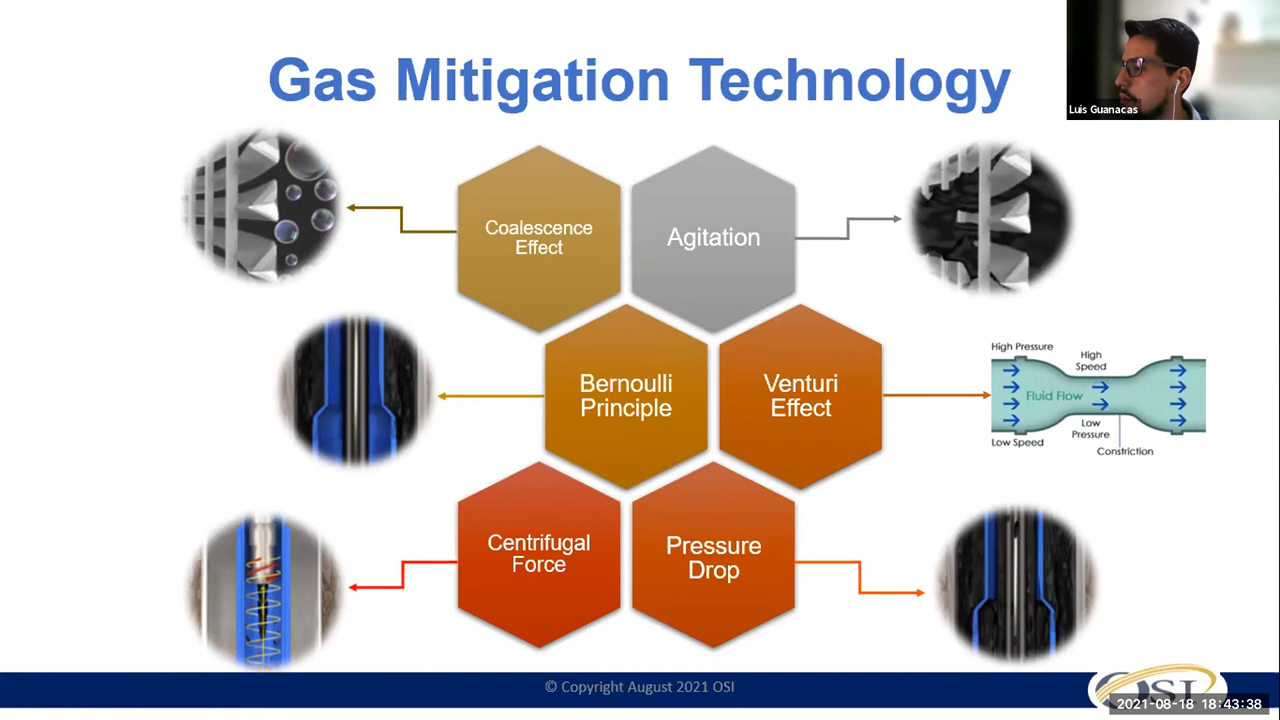 Gas Mitigation Technology
Luis Guanacas
Coalescence
Effect
Agitation
Bernoulli
Principle
Venturi
Effect
High Pressure
High
Speed
Fluid Flow
Low Speed
Low
Pressure
Constriction
Centrifugal
Force
Pressure
Drop
© Copyright August 2021 OSI
OSI
2021-08-18 18:43:38